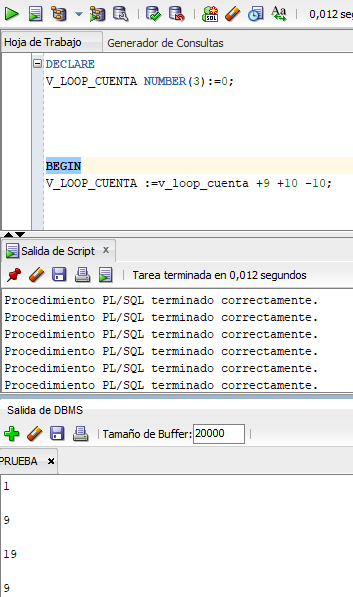 SQL
Aa
0,012 seg
Hoja de Trabajo
Generador de Consultas
DECLARE
V_LOOP_CUENTA NUMBER(3):=0;
BEGIN
V_LOOP_CUENTA :=v_loop_cuenta +9 +10 -10;
Salida de Script x
Tarea terminada en 0,012 segundos
Procedimiento PL/SQL terminado correctamente.
Procedimiento PL/SQL terminado correctamente.
Procedimiento PL/SQL terminado correctamente.
Procedimiento PL/SQL terminado correctamente.
Procedimiento PL/SQL terminado correctamente.
Procedimiento PL/SQL terminado correctamente.
Salida de DBMS
Tamaño de Buffer: 20000
PRUEBA x
1
9
19
9